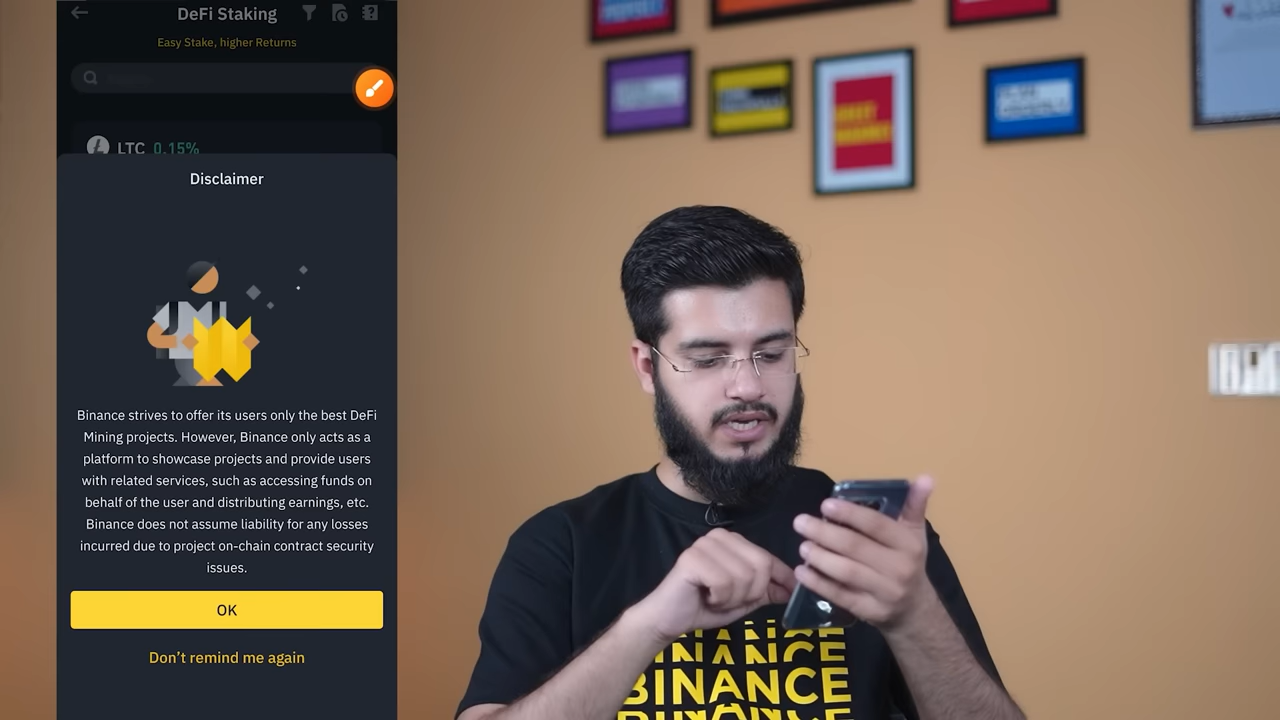 DeFi Staking
Easy Stake, higher Returns
LTC 0.15%
Disclaimer
Binance strives to offer its users only the best DeFi
Mining projects. However, Binance only acts as a
platform to showcase projects and provide users
with related services, such as accessing funds on
behalf of the user and distributing earnings, etc.
Binance does not assume liability for any losses
incurred due to project on-chain contract security
issues.
OK
Don't remind me again
BINANCE
BINANCE
BINANCE
BINANCE